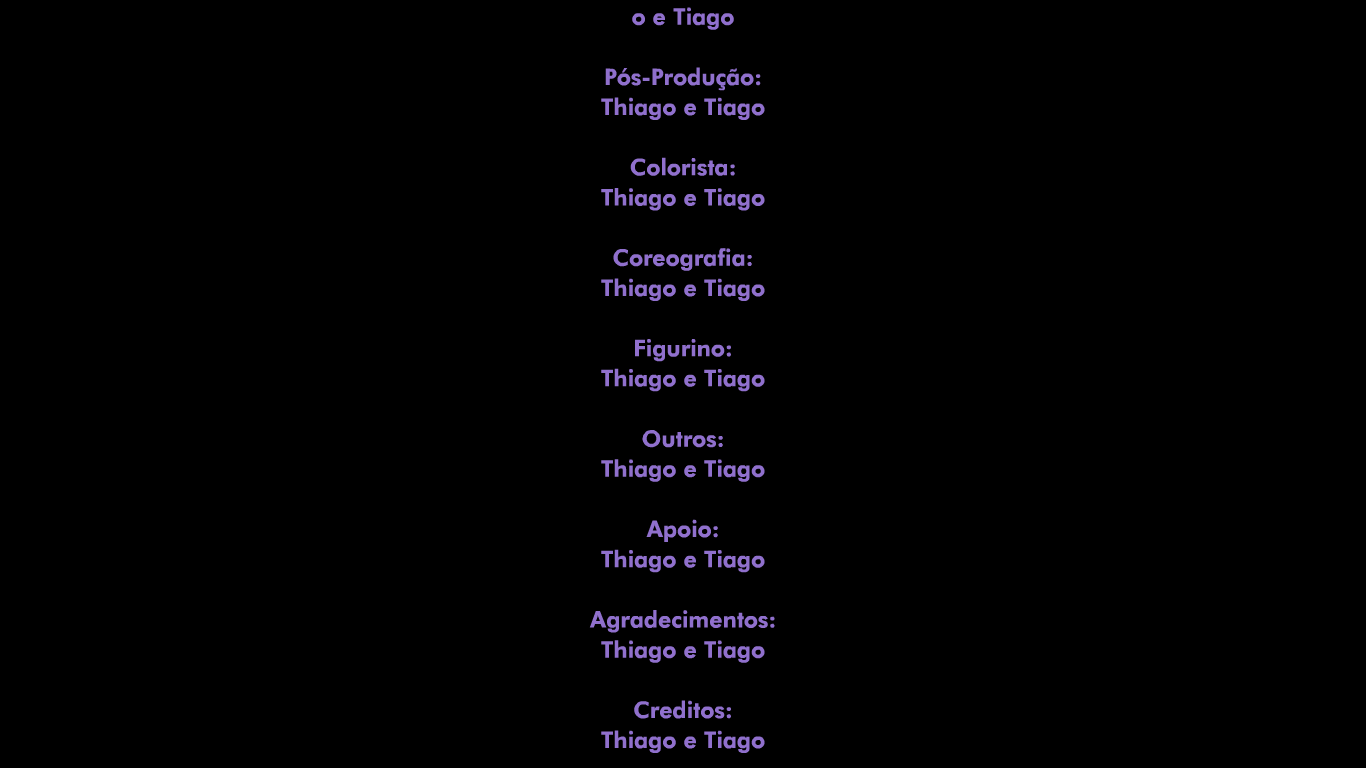 o e Tiago
Pós-Produção:
Thiago e Tiago
Colorista:
Thiago e Tiago
Coreografia:
Thiago e Tiago
Figurino:
Thiago e Tiago
Outros:
Thiago e Tiago
Apoio:
Thiago e Tiago
Agradecimentos:
Thiago e Tiago
Creditos:
Thiago e Tiago